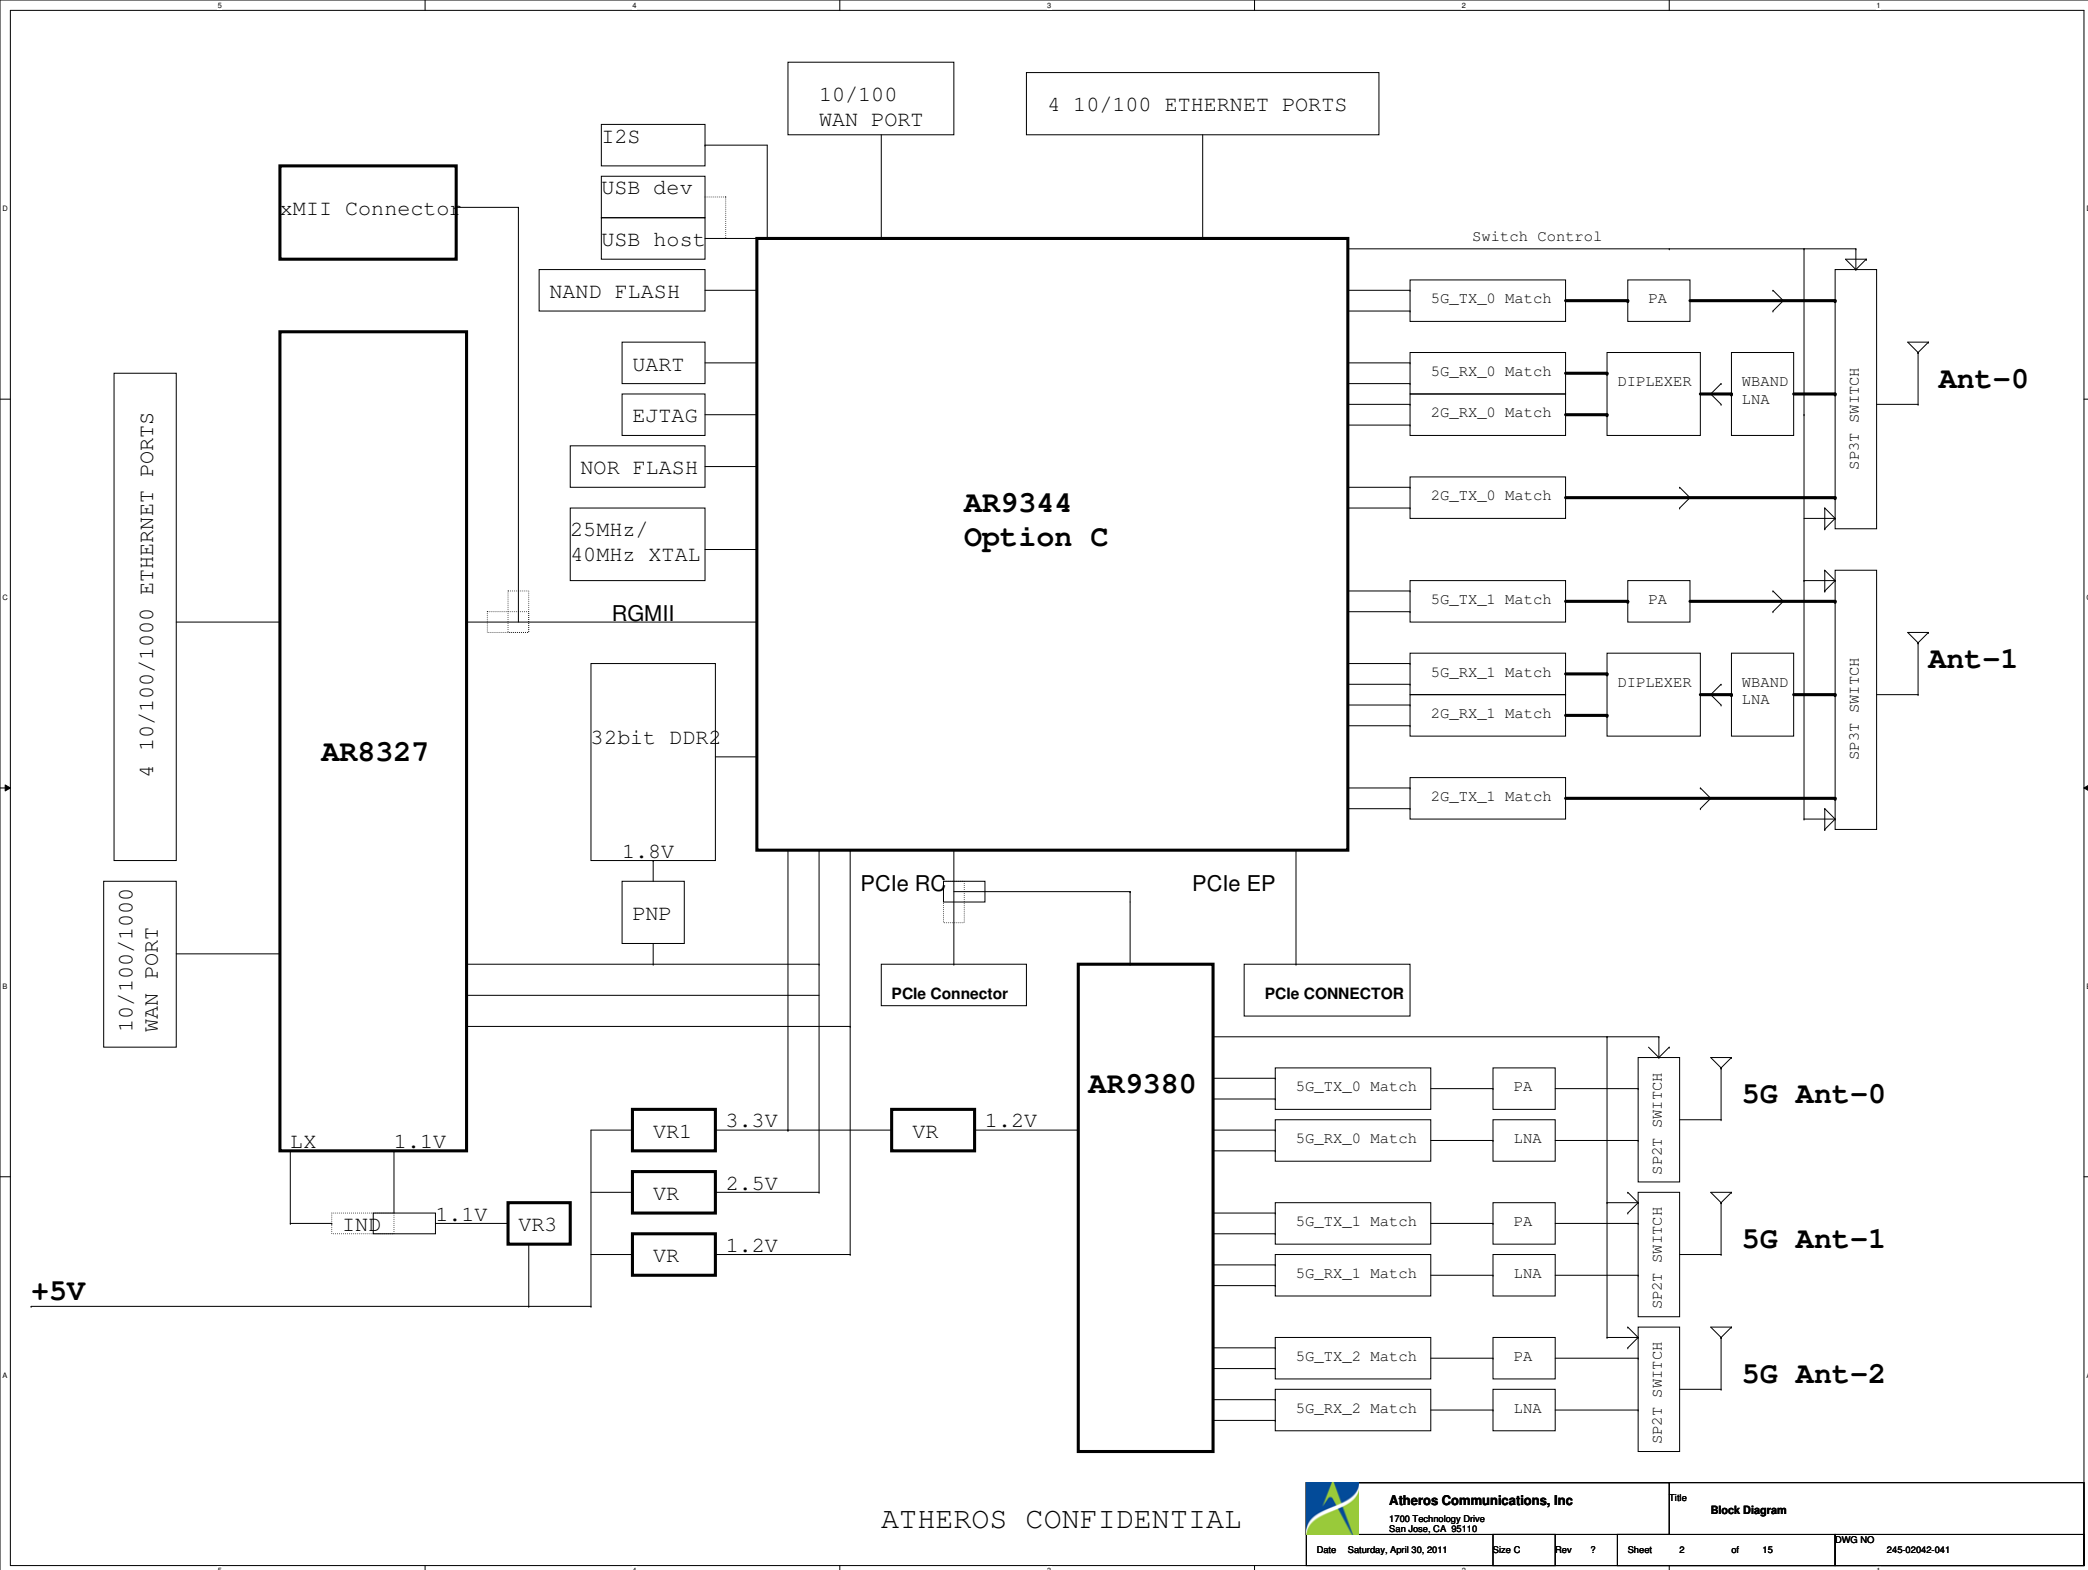 5 4 3 2 1
10/100
WAN PORT
4 10/100 ETHERNET PORTS
I2S
USB dev
USB host
xMII Connector
D
NAND FLASH
UART
EJTAG
NOR FLASH
25MHz/
40MHz XTAL
RGMII
AR9344
Option C
Switch Control
5G_TX_0 Match
PA
5G_RX_0 Match
2G_RX_0 Match
DIPLEXER
WBAND
LNA
2G_TX_0 Match
SP3T SWITCH
Ant-0
C
5G_TX_1 Match
PA
5G_RX_1 Match
2G_RX_1 Match
DIPLEXER
WBAND
LNA
2G_TX_1 Match
SP3T SWITCH
Ant-1
4 10/100/1000 ETHERNET PORTS
AR8327
32bit DDR2
1.8V
PNP
10/100/1000
WAN PORT
PCIe RC
PCIe EP
B
PCIe Connector
PCIe CONNECTOR
AR9380
LX
1.1V
IND
1.1V
VR3
VR1
3.3V
VR
2.5V
VR
1.2V
VR
1.2V
+5V
5G_TX_0 Match
PA
5G_RX_0 Match
LNA
SP2T SWITCH
5G Ant-0
5G_TX_1 Match
PA
5G_RX_1 Match
LNA
SP2T SWITCH
5G Ant-1
A
5G_TX_2 Match
PA
5G_RX_2 Match
LNA
SP2T SWITCH
5G Ant-2
ATHEROS CONFIDENTIAL
Atheros Communications, Inc
1700 Technology Drive
San Jose, CA 95110
Title
Block Diagram
Date Saturday, April 30, 2011
Size C
Rev ?
Sheet 2 of 15
DWG NO
245-02042-041